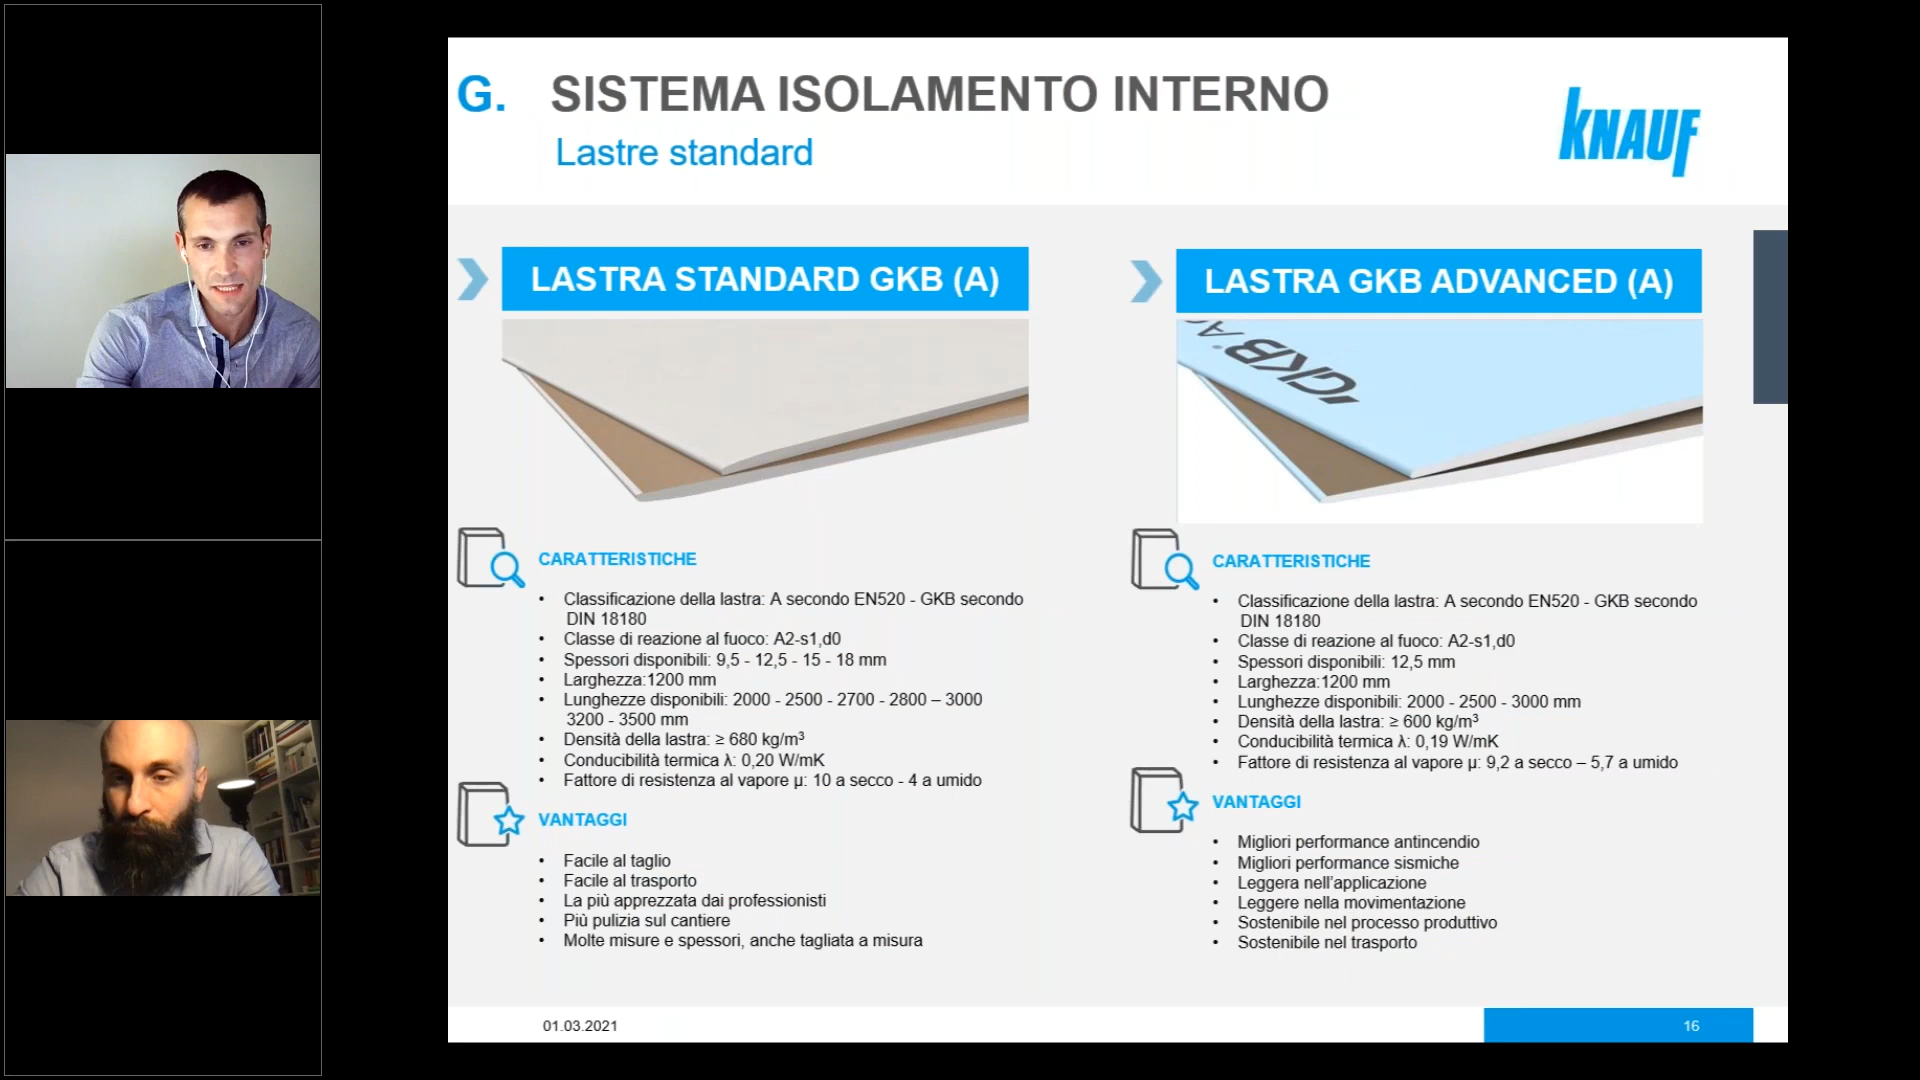 G. SISTEMA ISOLAMENTO INTERNO
Lastre standard
KNAUF
LASTRA STANDARD GKB (A)
CARATTERISTICHE
• Classificazione della lastra: A secondo EN520 - GKB secondo
DIN 18180
• Classe di reazione al fuoco: A2-s1,d0
• Spessori disponibili: 9,5 - 12,5 - 15 - 18 mm
• Larghezza:1200 mm
• Lunghezze disponibili: 2000 - 2500 - 2700 - 2800 – 3000
3200 - 3500 mm
• Densità della lastra: ≥ 680 kg/m³
• Conducibilità termica λ: 0,20 W/mK
• Fattore di resistenza al vapore μ: 10 a secco - 4 a umido
VANTAGGI
• Facile al taglio
• Facile al trasporto
• La più apprezzata dai professionisti
• Più pulizia sul cantiere
• Molte misure e spessori, anche tagliata a misura
LASTRA GKB ADVANCED (A)
GKB
CARATTERISTICHE
• Classificazione della lastra: A secondo EN520 - GKB secondo
DIN 18180
• Classe di reazione al fuoco: A2-s1,d0
• Spessori disponibili: 12,5 mm
• Larghezza:1200 mm
• Lunghezze disponibili: 2000 - 2500 - 3000 mm
• Densità della lastra: ≥ 600 kg/m³
• Conducibilità termica λ: 0,19 W/mK
• Fattore di resistenza al vapore μ: 9,2 a secco – 5,7 a umido
VANTAGGI
• Migliori performance antincendio
• Migliori performance sismiche
• Leggera nell'applicazione
• Leggere nella movimentazione
• Sostenibile nel processo produttivo
• Sostenibile nel trasporto
01.03.2021
16